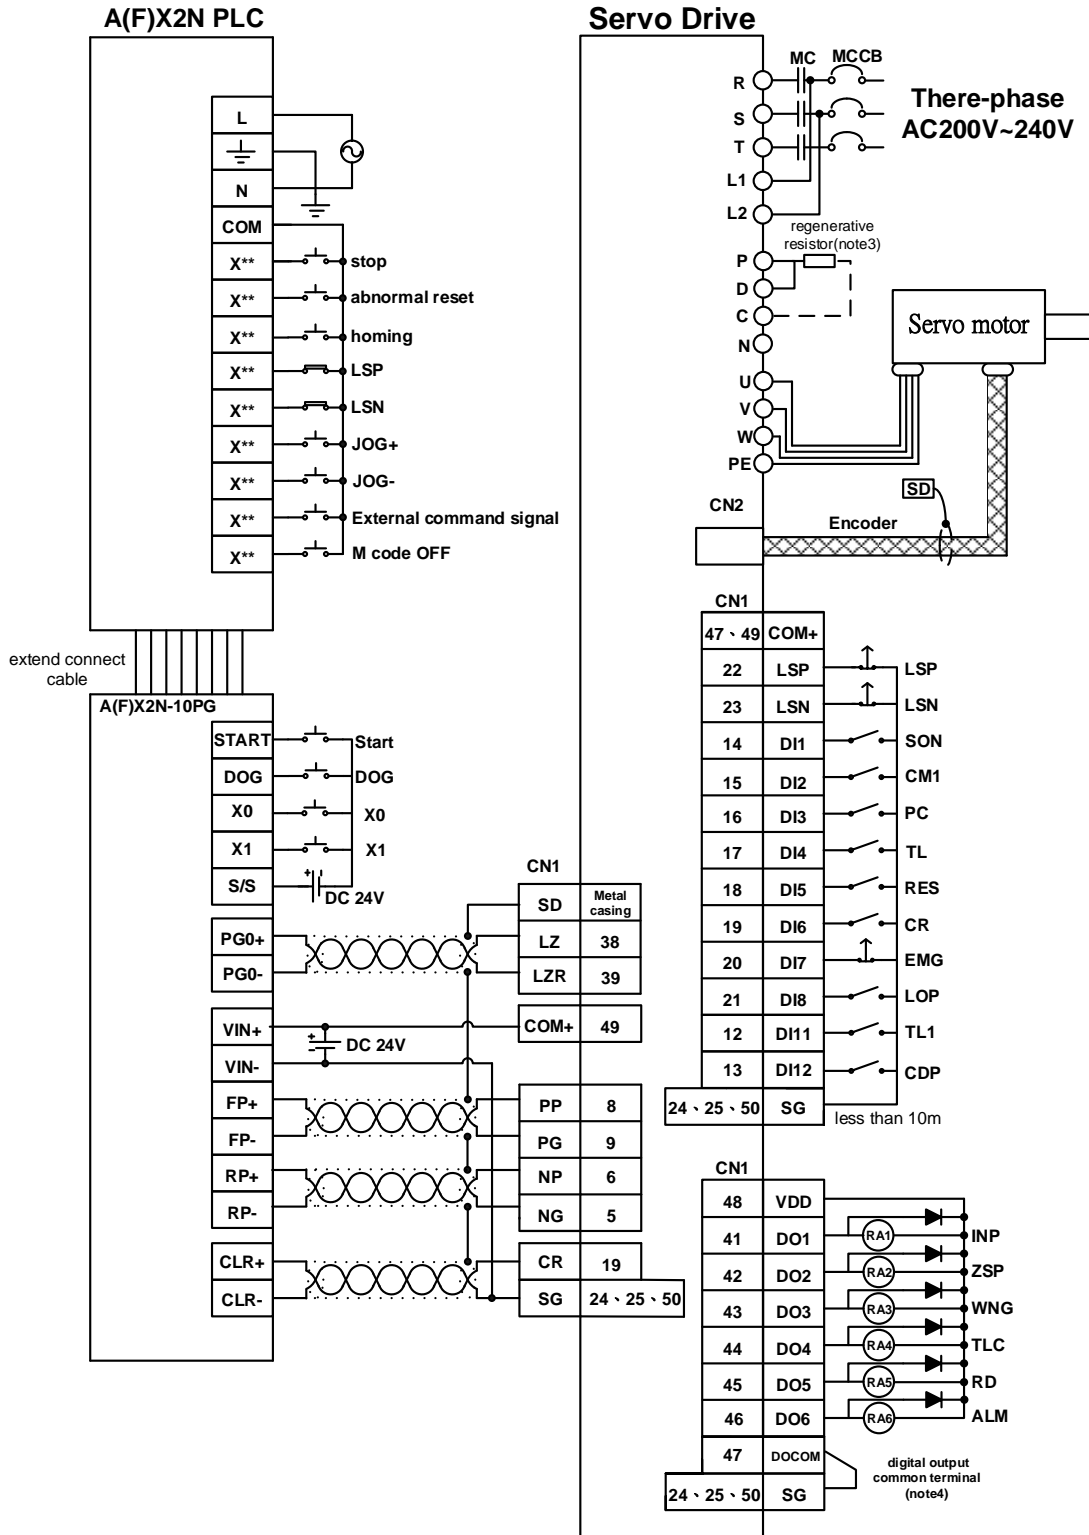 A(F)X2N PLC
L
N
COM
X** stop
X** abnormal reset
X** homing
X** LSP
X** LSN
X** JOG+
X** JOG-
X** External command signal
X** M code OFF
extend connect
cable
A(F)X2N-10PG
START Start
DOG DOG
X0 X0
X1 X1
S/S + - DC 24V
PG0+
PG0-
VIN+
+ - DC 24V
VIN-
FP+
FP-
RP+
RP-
CLR+
CLR-
CN1
SD Metal casing
LZ 38
LZR 39
COM+ 49
PP 8
PG 9
NP 6
NG 5
CR 19
SG 24、25、50
Servo Drive
MC MCCB
R
S
T
L1
L2
There-phase
AC200V~240V
regenerative
resistor(note3)
P
D
C
N
U
V
W
PE
Servo motor
SD
CN2
Encoder
CN1
47、49 COM+
22 LSP LSP
23 LSN LSN
14 DI1 SON
15 DI2 CM1
16 DI3 PC
17 DI4 TL
18 DI5 RES
19 DI6 CR
20 DI7 EMG
21 DI8 LOP
12 DI11 TL1
13 DI12 CDP
24、25、50 SG
less than 10m
CN1
48 VDD
41 DO1 RA1 INP
42 DO2 RA2 ZSP
43 DO3 RA3 WNG
44 DO4 RA4 TLC
45 DO5 RA5 RD
46 DO6 RA6 ALM
47 DOCOM
24、25、50 SG
digital output
common terminal
(note4)